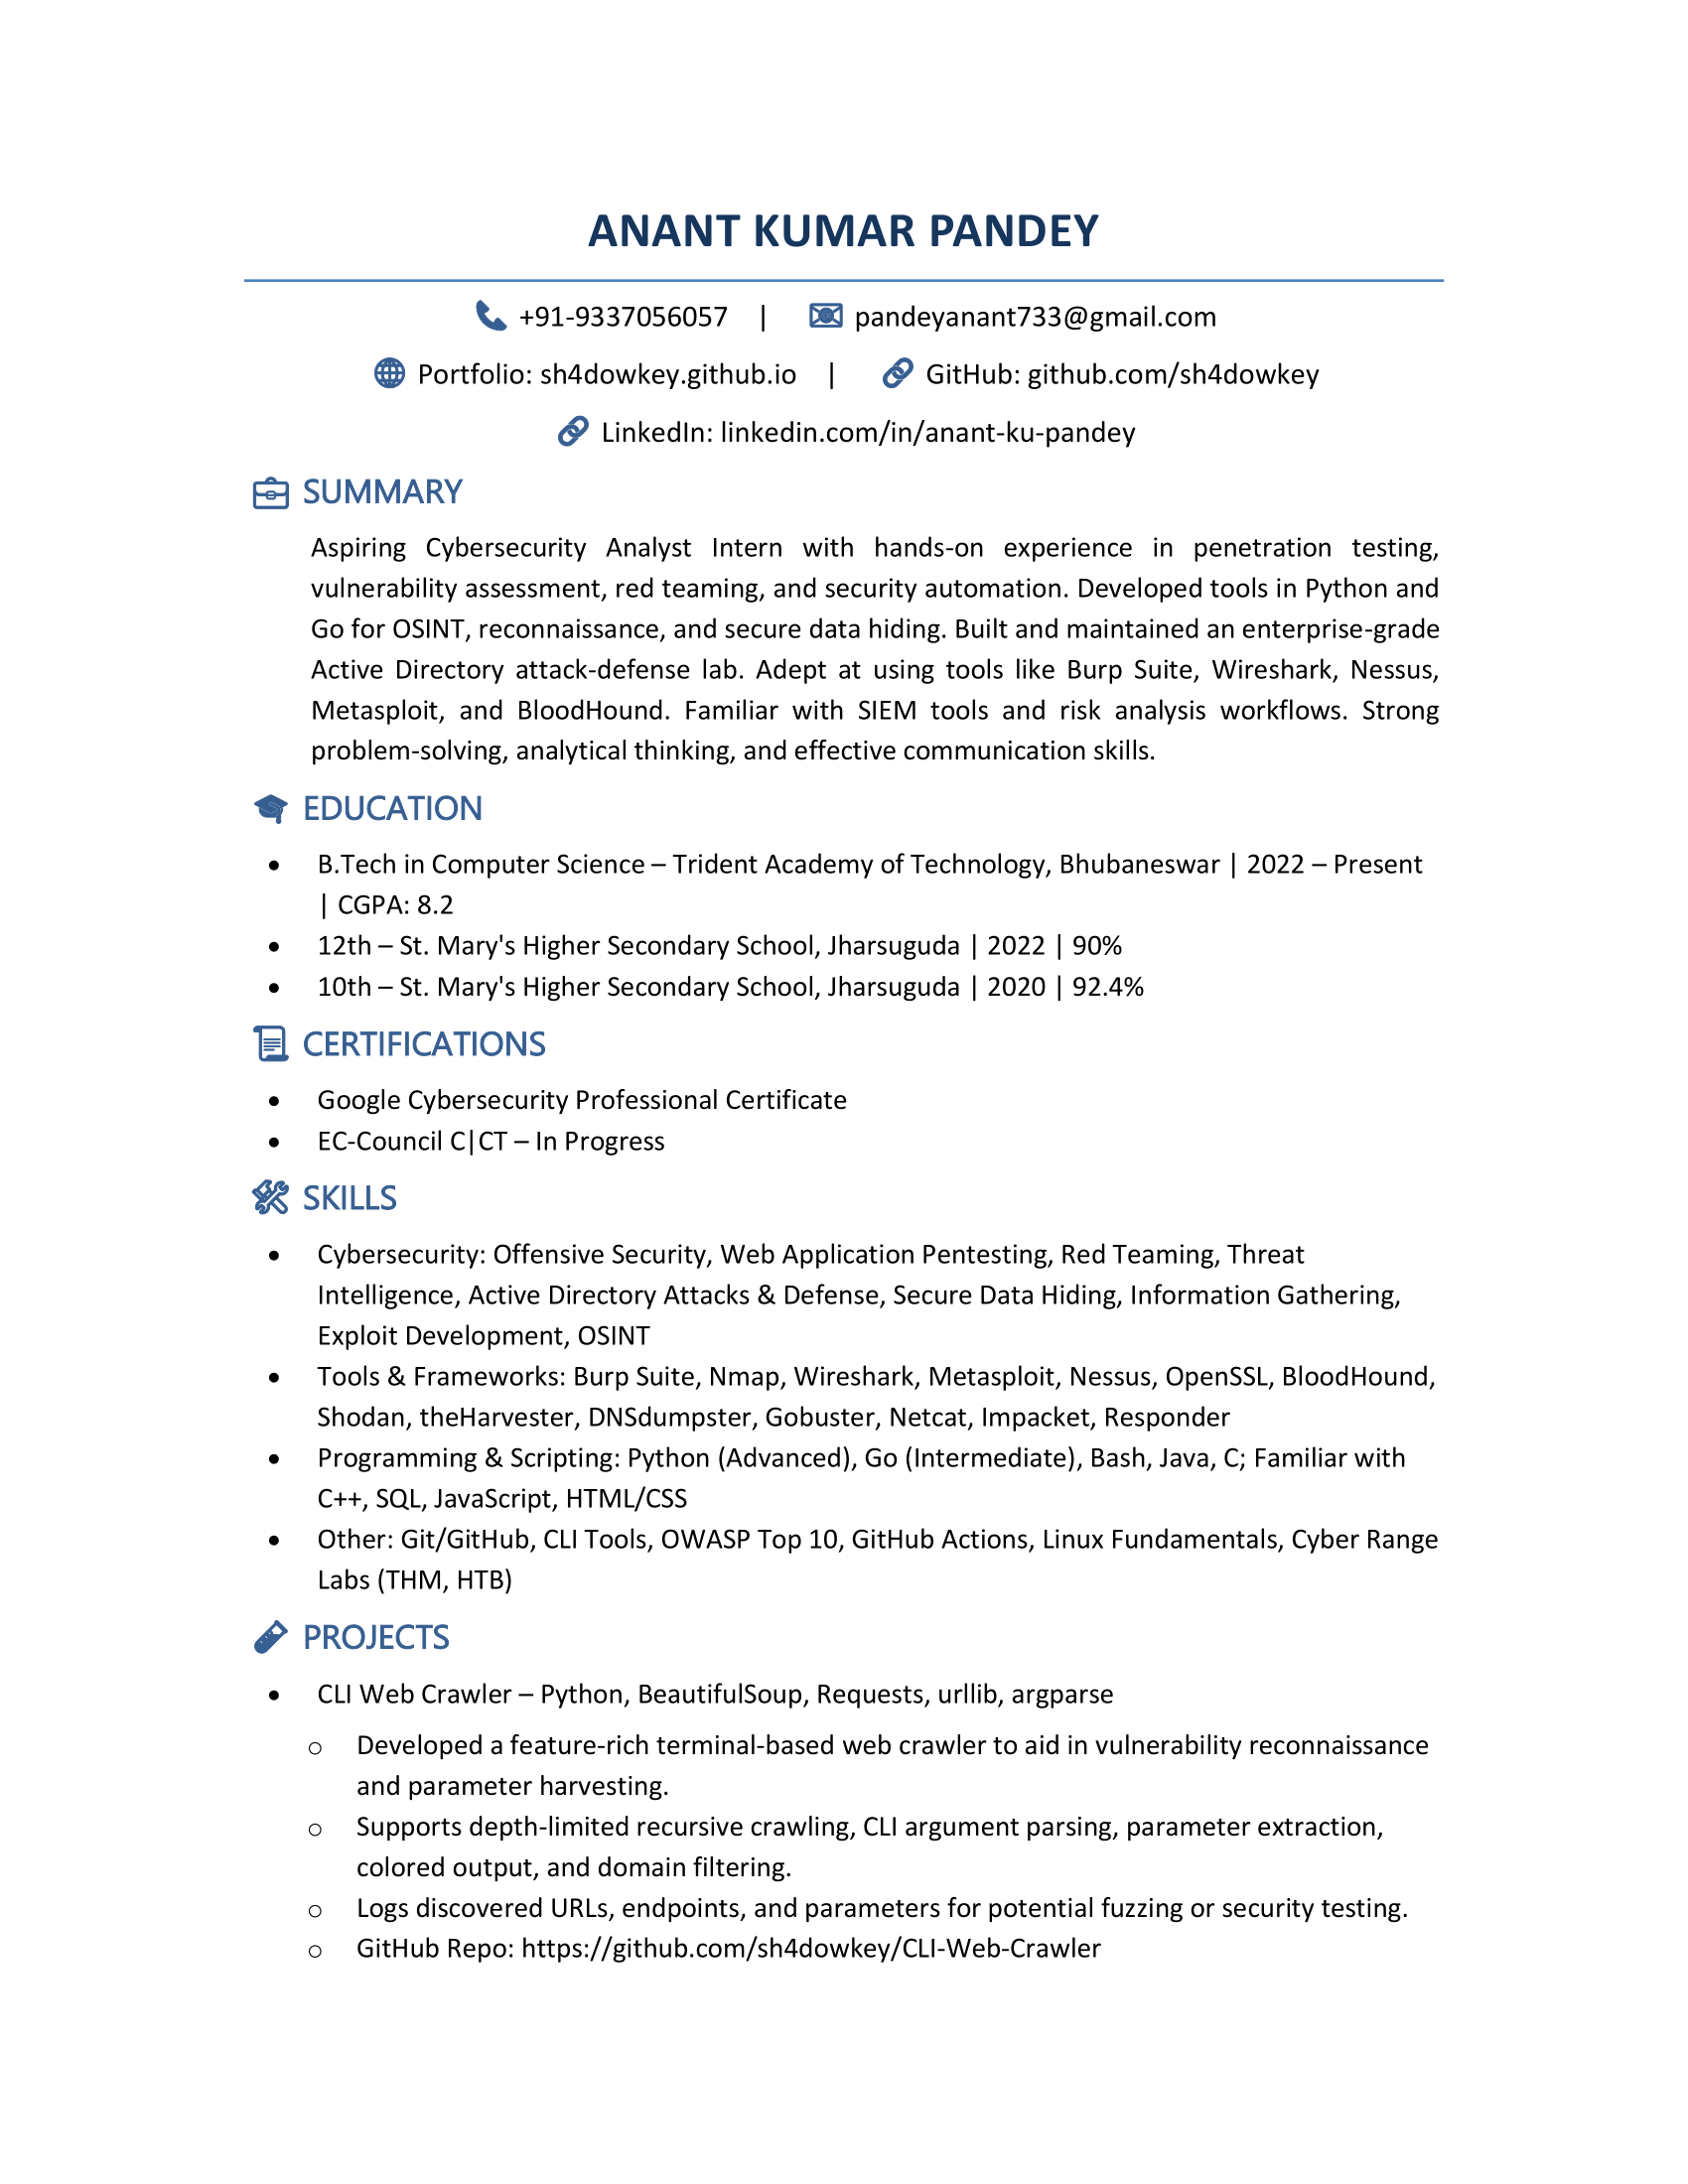 ANANT KUMAR PANDEY
+91-9337056057 | pandeyanant733@gmail.com
Portfolio: sh4dowkey.github.io | GitHub: github.com/sh4dowkey
LinkedIn: linkedin.com/in/anant-ku-pandey
SUMMARY
Aspiring Cybersecurity Analyst Intern with hands-on experience in penetration testing,
vulnerability assessment, red teaming, and security automation. Developed tools in Python and
Go for OSINT, reconnaissance, and secure data hiding. Built and maintained an enterprise-grade
Active Directory attack-defense lab. Adept at using tools like Burp Suite, Wireshark, Nessus,
Metasploit, and BloodHound. Familiar with SIEM tools and risk analysis workflows. Strong
problem-solving, analytical thinking, and effective communication skills.
EDUCATION
• B.Tech in Computer Science – Trident Academy of Technology, Bhubaneswar | 2022 – Present
| CGPA: 8.2
• 12th – St. Mary's Higher Secondary School, Jharsuguda | 2022 | 90%
• 10th – St. Mary's Higher Secondary School, Jharsuguda | 2020 | 92.4%
CERTIFICATIONS
• Google Cybersecurity Professional Certificate
• EC-Council C|CT – In Progress
SKILLS
• Cybersecurity: Offensive Security, Web Application Pentesting, Red Teaming, Threat
Intelligence, Active Directory Attacks & Defense, Secure Data Hiding, Information Gathering,
Exploit Development, OSINT
• Tools & Frameworks: Burp Suite, Nmap, Wireshark, Metasploit, Nessus, OpenSSL, BloodHound,
Shodan, theHarvester, DNSdumpster, Gobuster, Netcat, Impacket, Responder
• Programming & Scripting: Python (Advanced), Go (Intermediate), Bash, Java, C; Familiar with
C++, SQL, JavaScript, HTML/CSS
• Other: Git/GitHub, CLI Tools, OWASP Top 10, GitHub Actions, Linux Fundamentals, Cyber Range
Labs (THM, HTB)
PROJECTS
• CLI Web Crawler – Python, BeautifulSoup, Requests, urllib, argparse
o Developed a feature-rich terminal-based web crawler to aid in vulnerability reconnaissance
and parameter harvesting.
o Supports depth-limited recursive crawling, CLI argument parsing, parameter extraction,
colored output, and domain filtering.
o Logs discovered URLs, endpoints, and parameters for potential fuzzing or security testing.
o GitHub Repo: https://github.com/sh4dowkey/CLI-Web-Crawler